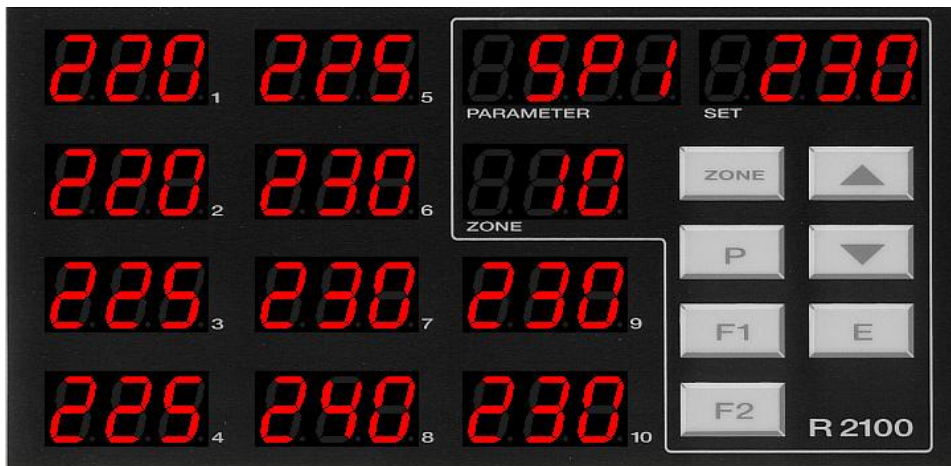 220 1 225 5 SP1 230
PARAMETER SET
220 2 230 6 10 ZONE
ZONE
P
225 3 230 7 230 9
F1 E
225 4 240 8 230 10
F2
R 2100